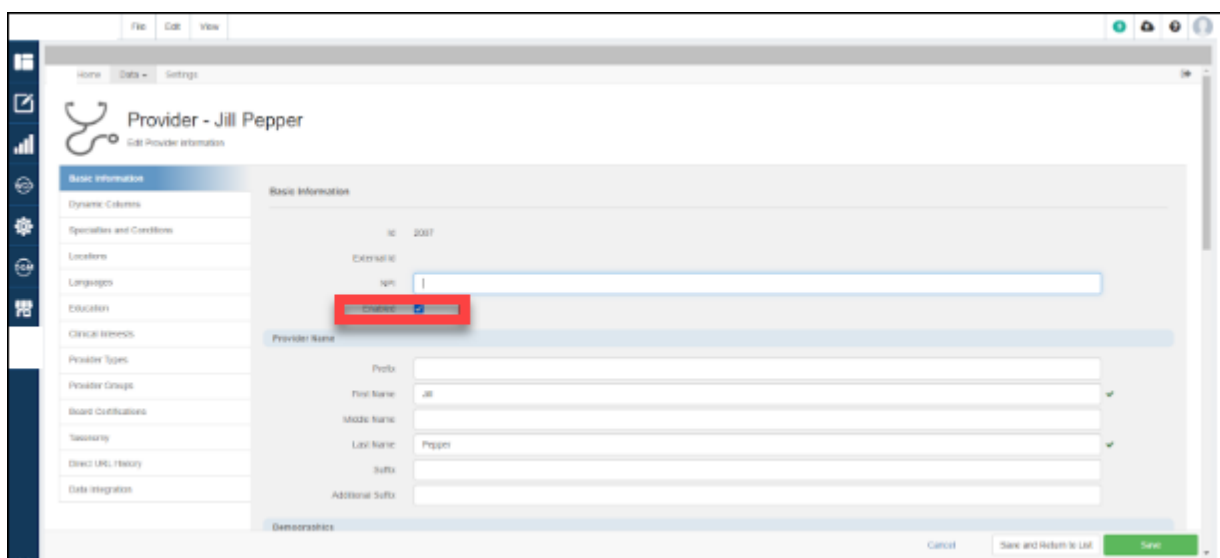 File Edit View
Home Data Settings
Provider - Jill Pepper
Edit Provider information
Basic Information
Dynamic Columns
Specialties and Conditions
Locations
Languages
Education
Clinical Interests
Provider Types
Provider Groups
Board Certifications
Taxonomy
Direct URL History
Data Integration
Basic Information
Id 2087
External Id
NPI
Enabled
Provider Name
Prefix
First Name Jill
Middle Name
Last Name Pepper
Suffix
Additional Suffix
Demographics
Cancel Save and Return to List Save